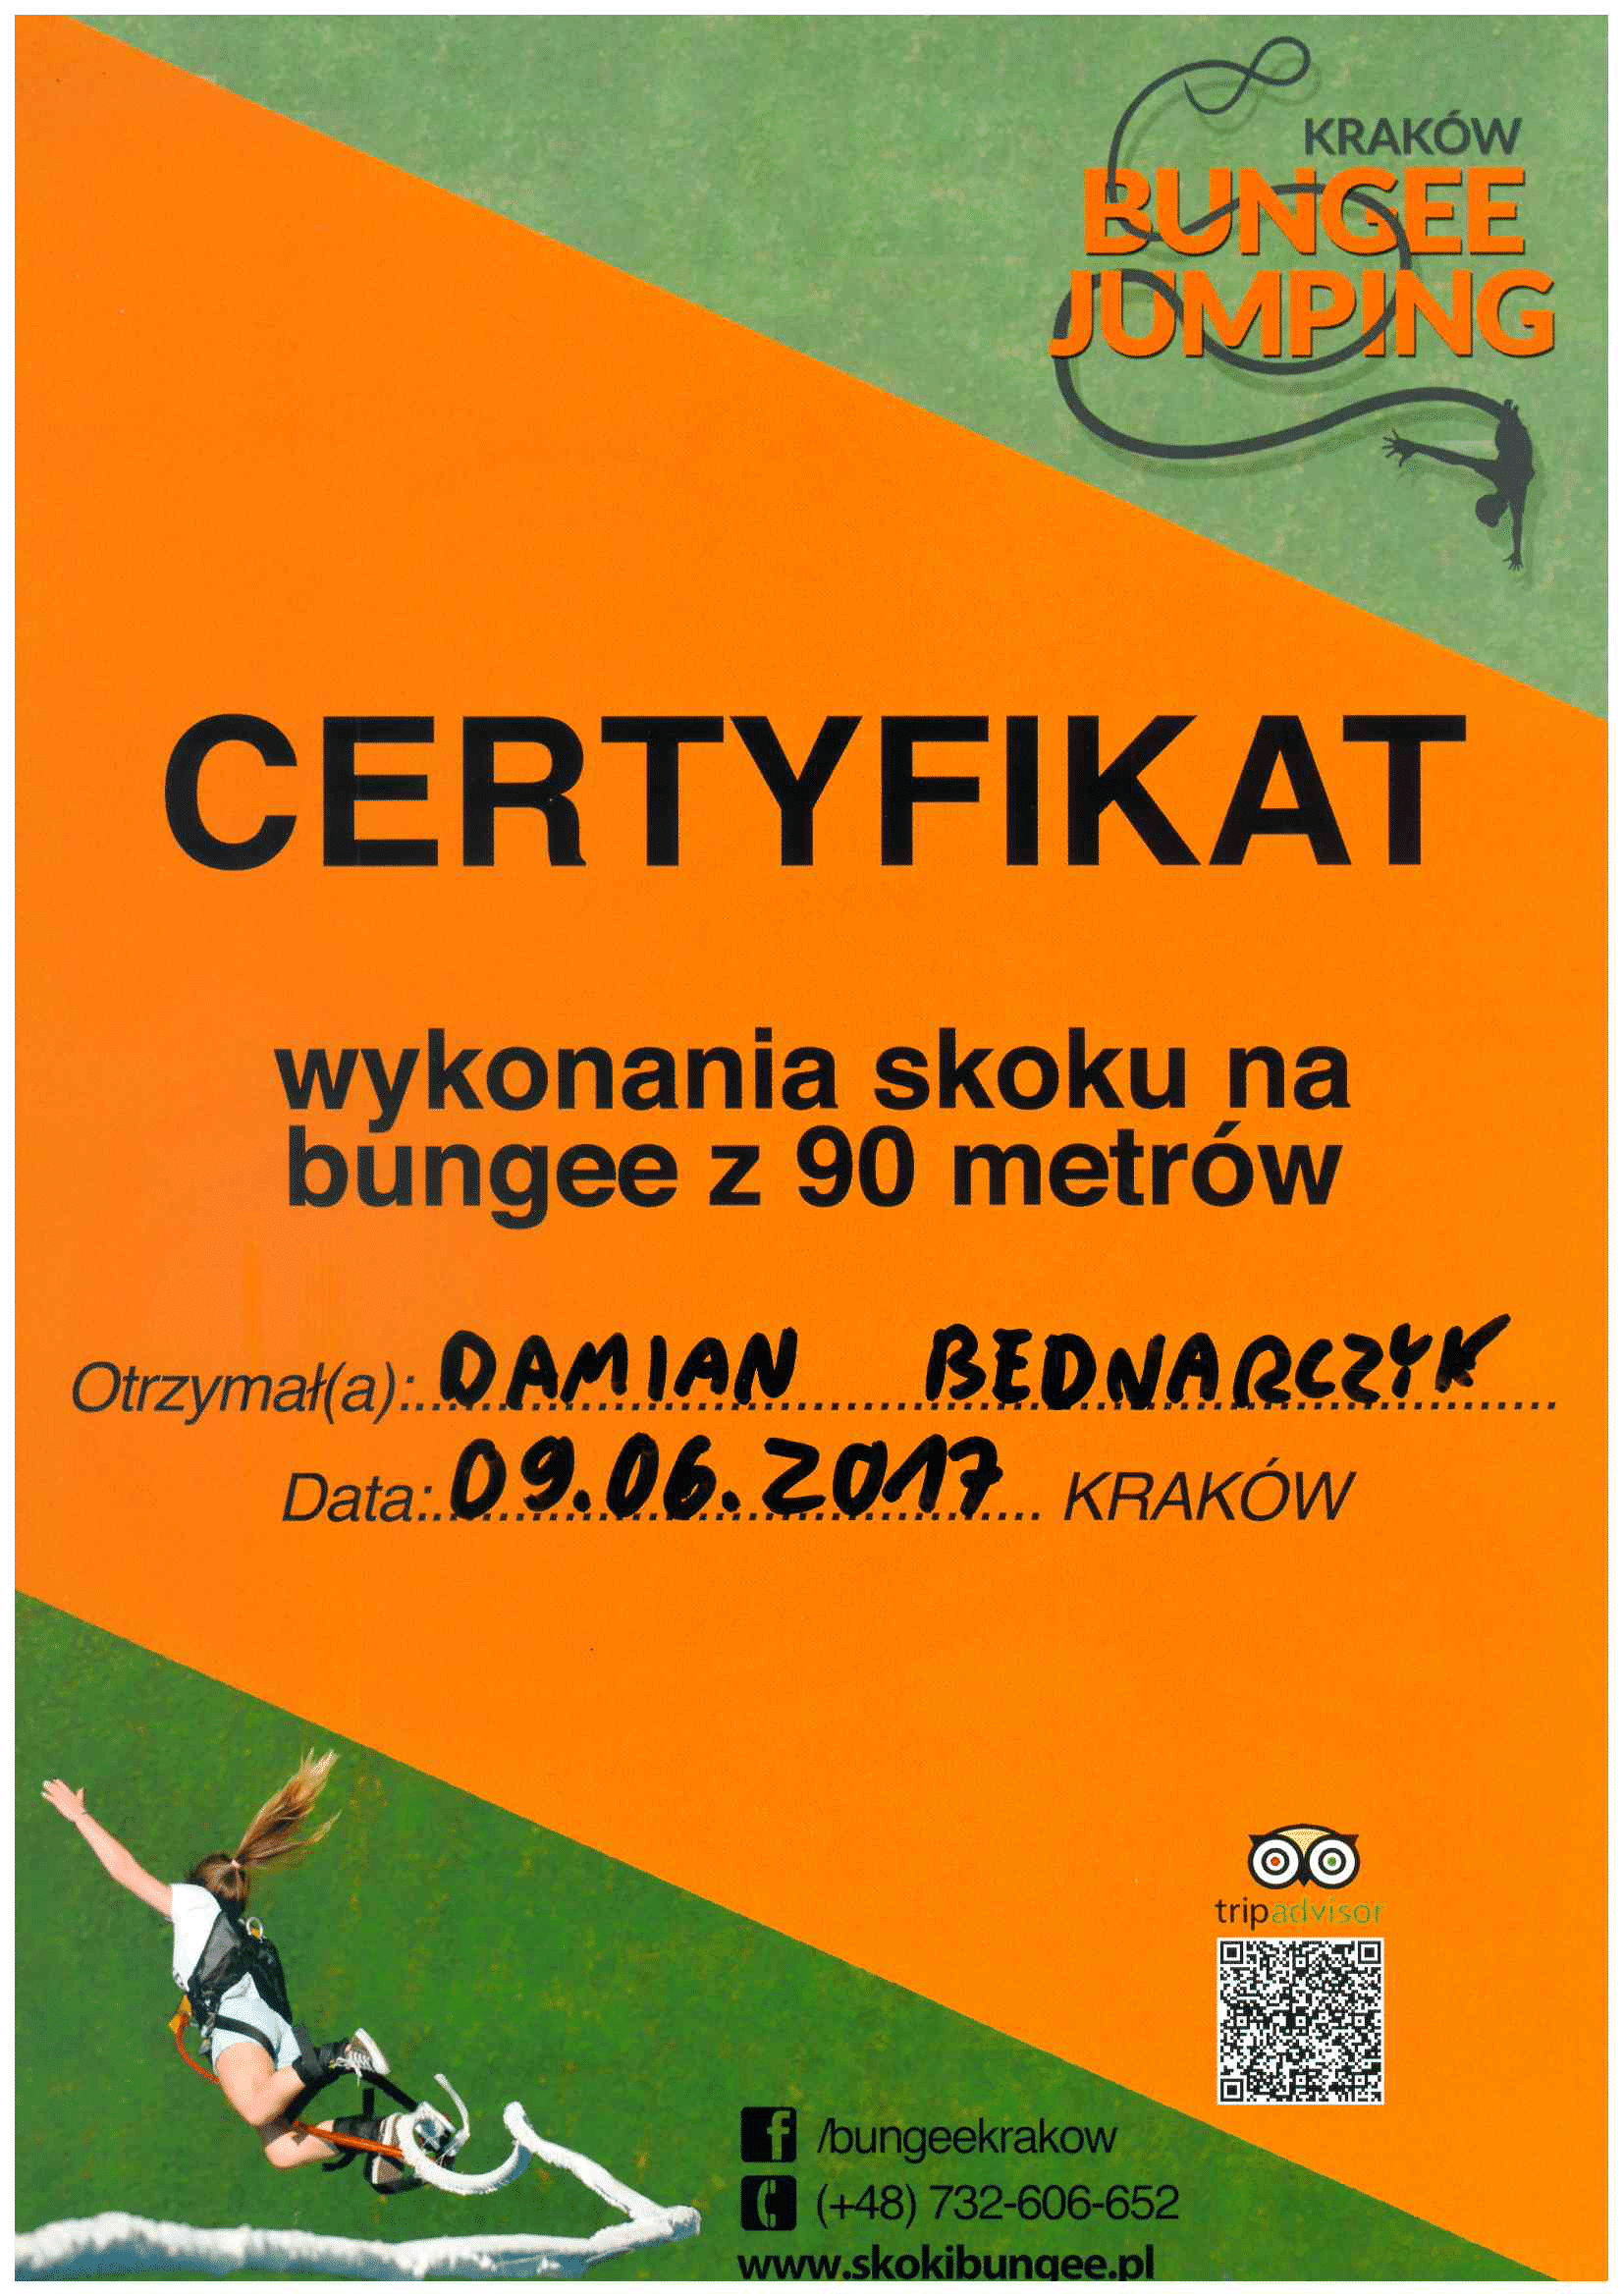 KRAKÓW
BUNGEE
JUMPING
CERTYFIKAT
wykonania skoku na
bungee z 90 metrów
Otrzymał(a): DAMIAN BEDNARCZYK
Data: 09.06.2017 KRAKÓW
tripadvisor
/bungeekrakow
(+48) 732-606-652
www.skokibungee.pl